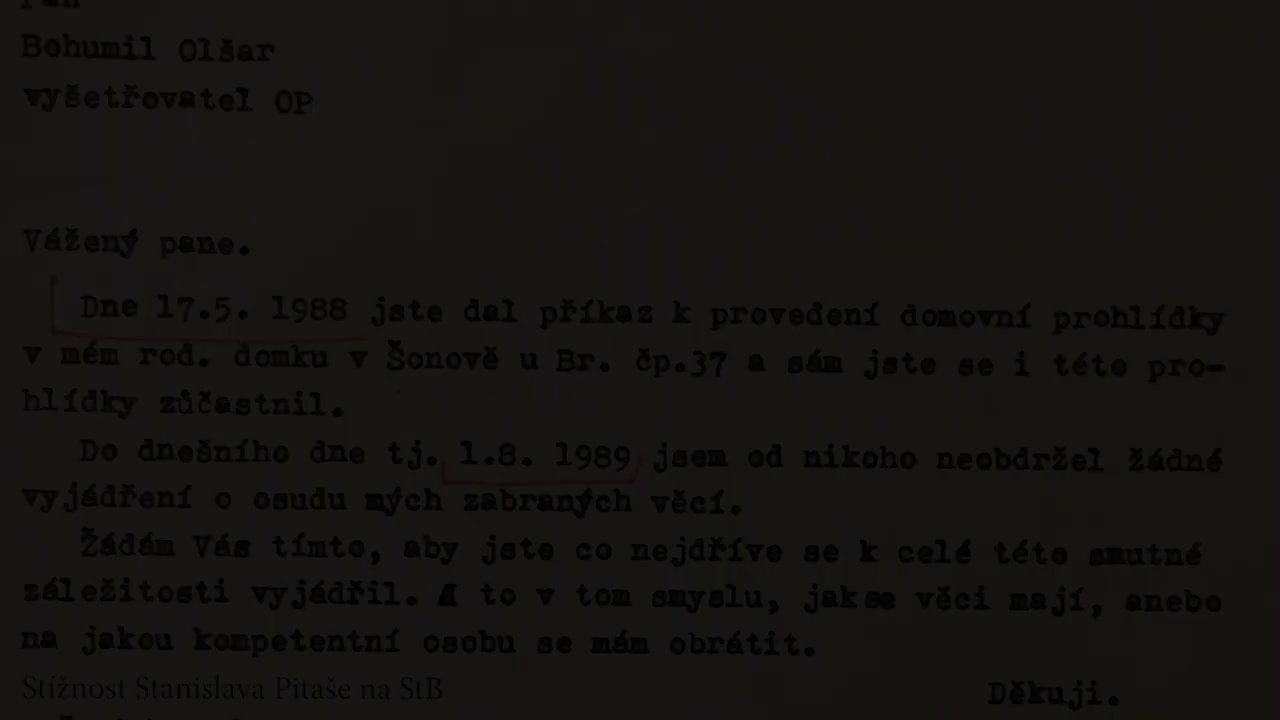 Pan
Bohumil Olšar
vyšetřovatel OP
Vážený pane.
Dne 17.5. 1988 jste dal příkaz k provedení domovní prohlídky
v mém rod. domku v Šonově u Br. čp.37 a sám jste se i této pro-
hlídky zůčastnil.
Do dnešního dne tj. 1.8. 1989 jsem od nikoho neobdržel žádné
vyjádření o osudu mých zabraných věcí.
Žádám Vás tímto, aby jste co nejdříve se k celé této smutné
záležitosti vyjádřil. A to v tom smyslu, jak se věci mají, anebo
na jakou kompetentní osobu se mám obrátit.
Stížnost Stanislava Pitaše na StB
Děkuji.